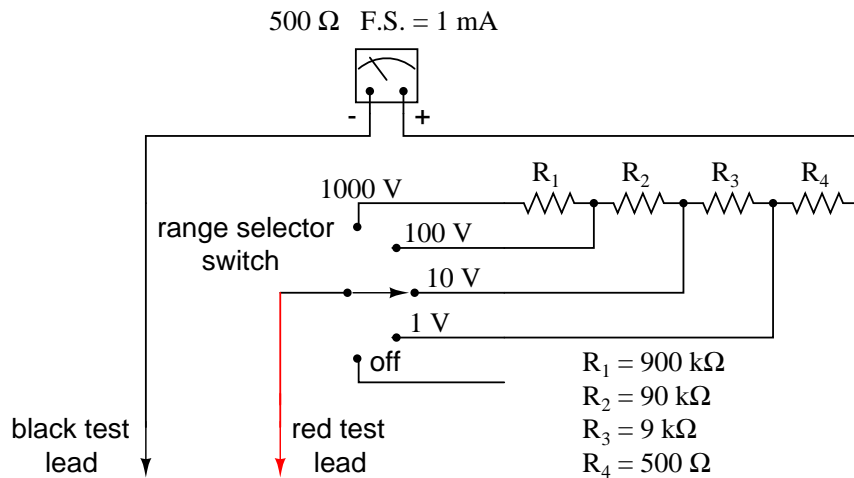 500 Ω F.S. = 1 mA
- +
R₁ R₂ R₃ R₄
1000 V
range selector
switch
100 V
10 V
1 V
off
R₁ = 900 kΩ
R₂ = 90 kΩ
R₃ = 9 kΩ
R₄ = 500 Ω
black test
lead
red test
lead